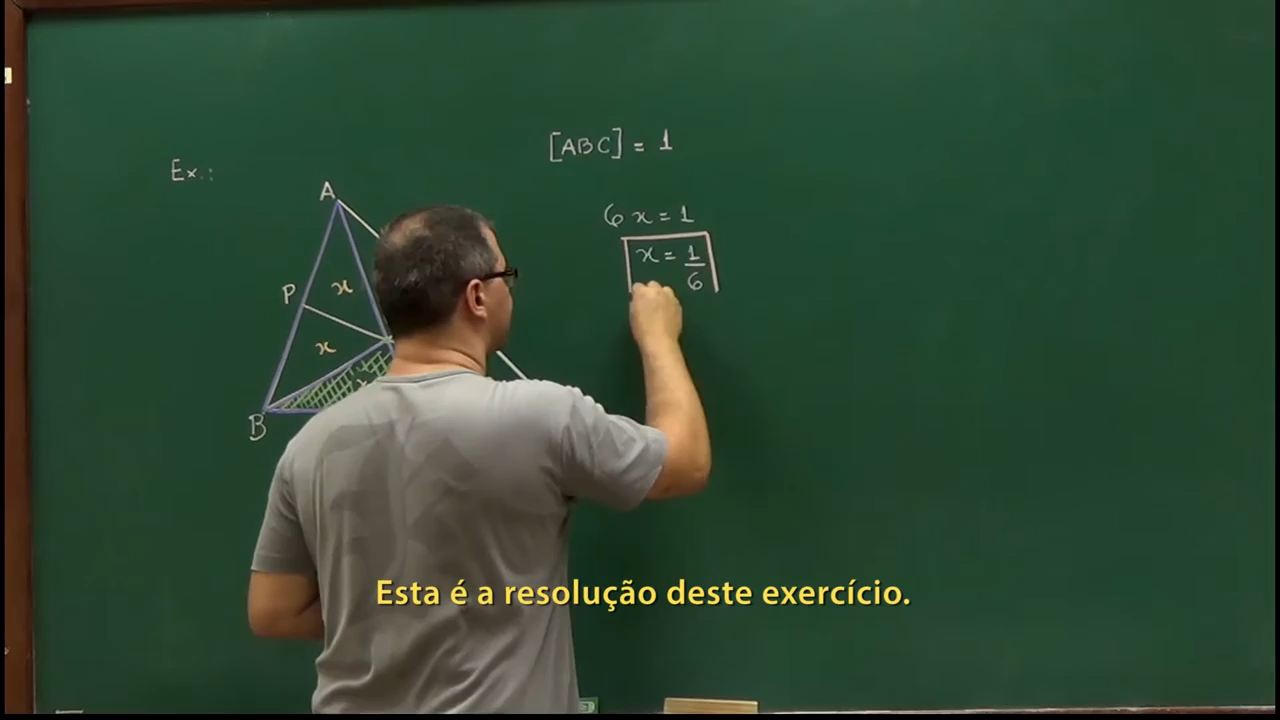 [ABC] = 1
Ex.:
A
6x = 1
x = 1/6
P
x
x
x
B
Esta é a resolução deste exercício.